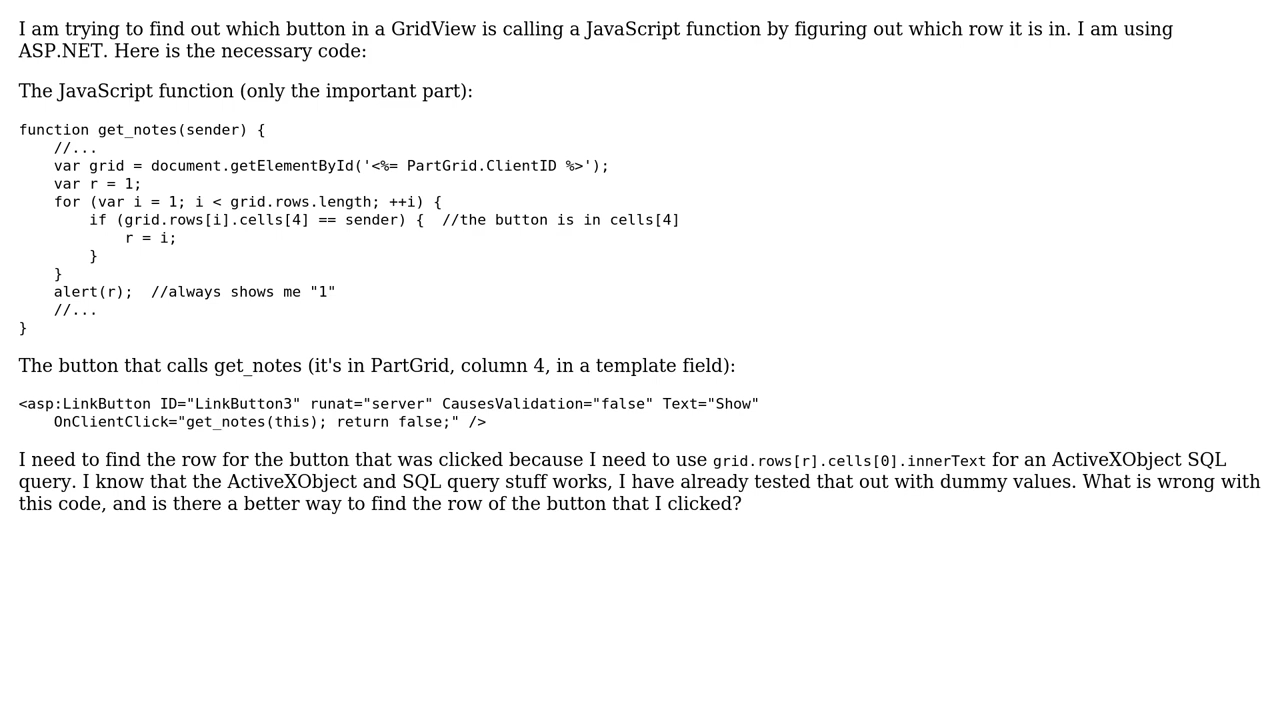 I am trying to find out which button in a GridView is calling a JavaScript function by figuring out which row it is in. I am using
ASP.NET. Here is the necessary code:
The JavaScript function (only the important part):
function get_notes(sender) {
    //...
    var grid = document.getElementById('<%= PartGrid.ClientID %>');
    var r = 1;
    for (var i = 1; i < grid.rows.length; ++i) {
        if (grid.rows[i].cells[4] == sender) {  //the button is in cells[4]
            r = i;
        }
    }
    alert(r);  //always shows me "1"
    //...
}
The button that calls get_notes (it's in PartGrid, column 4, in a template field):
<asp:LinkButton ID="LinkButton3" runat="server" CausesValidation="false" Text="Show"
    OnClientClick="get_notes(this); return false;" />
I need to find the row for the button that was clicked because I need to use grid.rows[r].cells[0].innerText for an ActiveXObject SQL
query. I know that the ActiveXObject and SQL query stuff works, I have already tested that out with dummy values. What is wrong with
this code, and is there a better way to find the row of the button that I clicked?